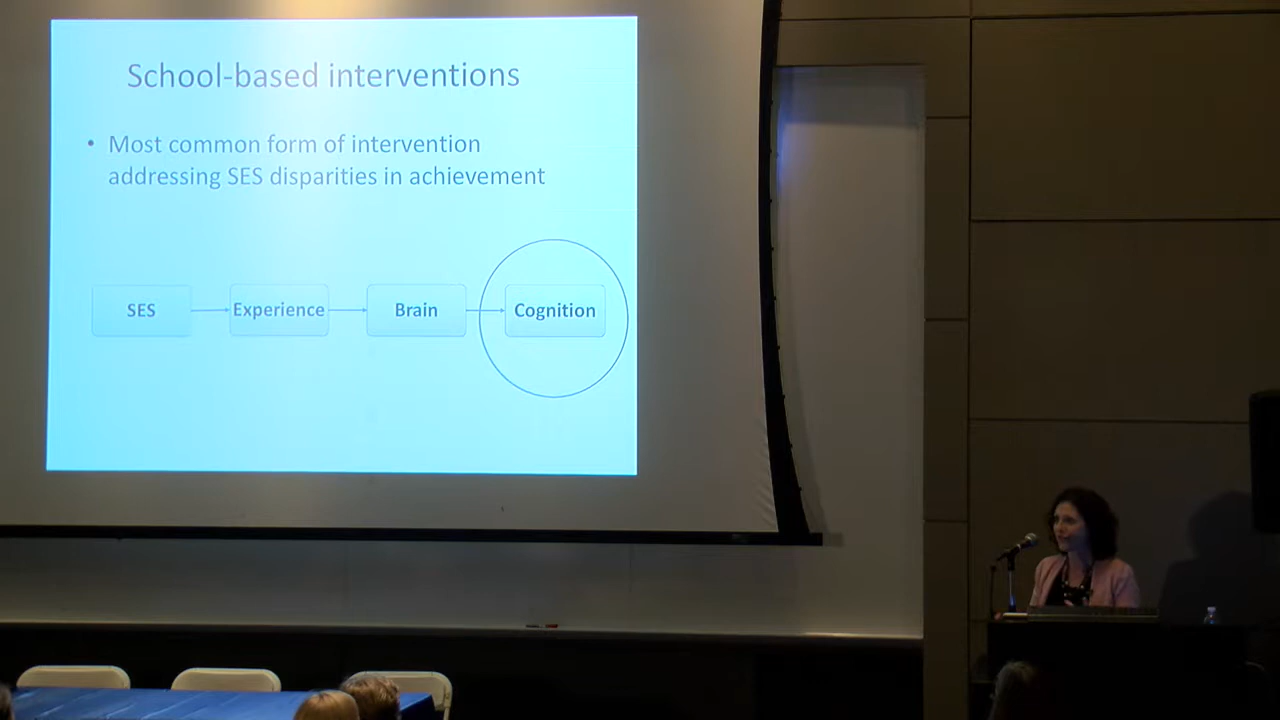 School-based interventions
• Most common form of intervention
addressing SES disparities in achievement
SES
Experience
Brain
Cognition